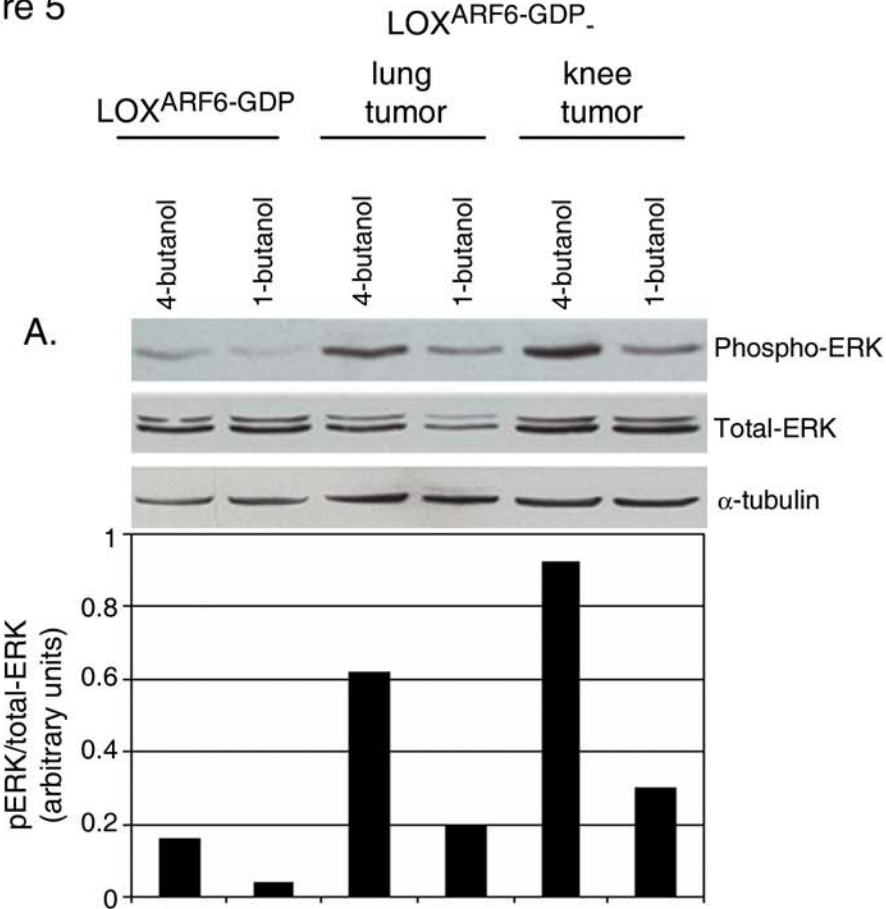 re 5
LOXARF6-GDP-
lung tumor
knee tumor
LOXARF6-GDP
4-butanol
1-butanol
4-butanol
1-butanol
4-butanol
1-butanol
A.
Phospho-ERK
Total-ERK
α-tubulin
pERK/total-ERK
(arbitrary units)
1
0.8
0.6
0.4
0.2
0